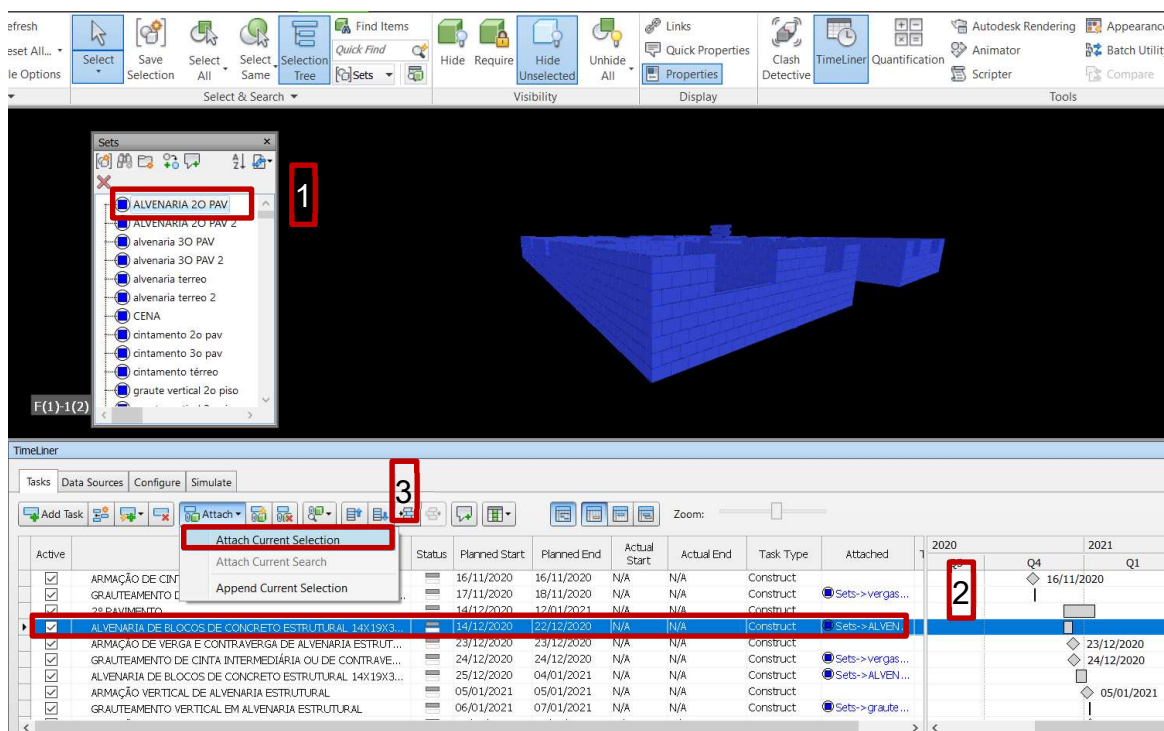 efresh
Find Items
Links
Autodesk Rendering
Appearance
eset All...
Select
Save Selection
Select All
Select Same
Selection Tree
Quick Find
Hide
Require
Hide Unselected
Unhide All
Quick Properties
Clash Detective
TimeLiner
Quantification
Animator
Batch Utilit
le Options
Sets
Properties
Scripter
Compare
Select & Search
Visibility
Display
Tools
Sets
1
ALVENARIA 2O PAV
ALVENARIA 2O PAV 2
alvenaria 3O PAV
alvenaria 3O PAV 2
alvenaria terreo
alvenaria terreo 2
CENA
cintamento 2o pav
cintamento 3o pav
cintamento térreo
graute vertical 2o piso
F(1)-1(2)
TimeLiner
Tasks Data Sources Configure Simulate
3
Add Task Attach Zoom:
Attach Current Selection
Attach Current Search
Append Current Selection
Active Status Planned Start Planned End Actual Start Actual End Task Type Attached
2020 2021
Q4 Q1
2
ARMAÇÃO DE CINT 16/11/2020 16/11/2020 N/A N/A Construct 16/11/2020
GRAUTEAMENTO D 17/11/2020 18/11/2020 N/A N/A Construct Sets->vergas...
2º PAVIMENTO 14/12/2020 12/01/2021 N/A N/A Construct
ALVENARIA DE BLOCOS DE CONCRETO ESTRUTURAL 14X19X3... 14/12/2020 22/12/2020 N/A N/A Construct Sets->ALVEN...
ARMAÇÃO DE VERGA E CONTRAVERGA DE ALVENARIA ESTRUT... 23/12/2020 23/12/2020 N/A N/A Construct 23/12/2020
GRAUTEAMENTO DE CINTA INTERMEDIÁRIA OU DE CONTRAVE... 24/12/2020 24/12/2020 N/A N/A Construct Sets->vergas... 24/12/2020
ALVENARIA DE BLOCOS DE CONCRETO ESTRUTURAL 14X19X3... 25/12/2020 04/01/2021 N/A N/A Construct Sets->ALVEN...
ARMAÇÃO VERTICAL DE ALVENARIA ESTRUTURAL 05/01/2021 05/01/2021 N/A N/A Construct 05/01/2021
GRAUTEAMENTO VERTICAL EM ALVENARIA ESTRUTURAL 06/01/2021 07/01/2021 N/A N/A Construct Sets->graute...